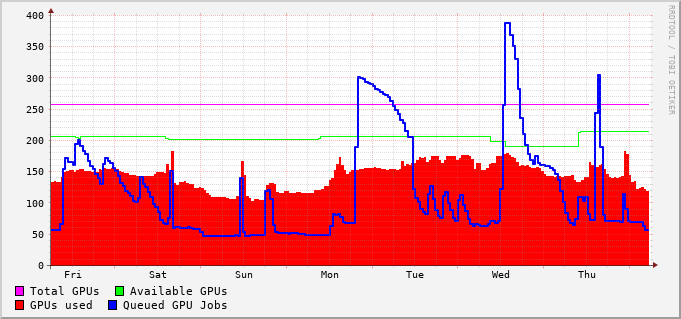 RRDTOOL / TOBI OETIKER
400
350
300
250
200
150
100
50
0
Fri Sat Sun Mon Tue Wed Thu
Total GPUs Available GPUs
GPUs used Queued GPU Jobs